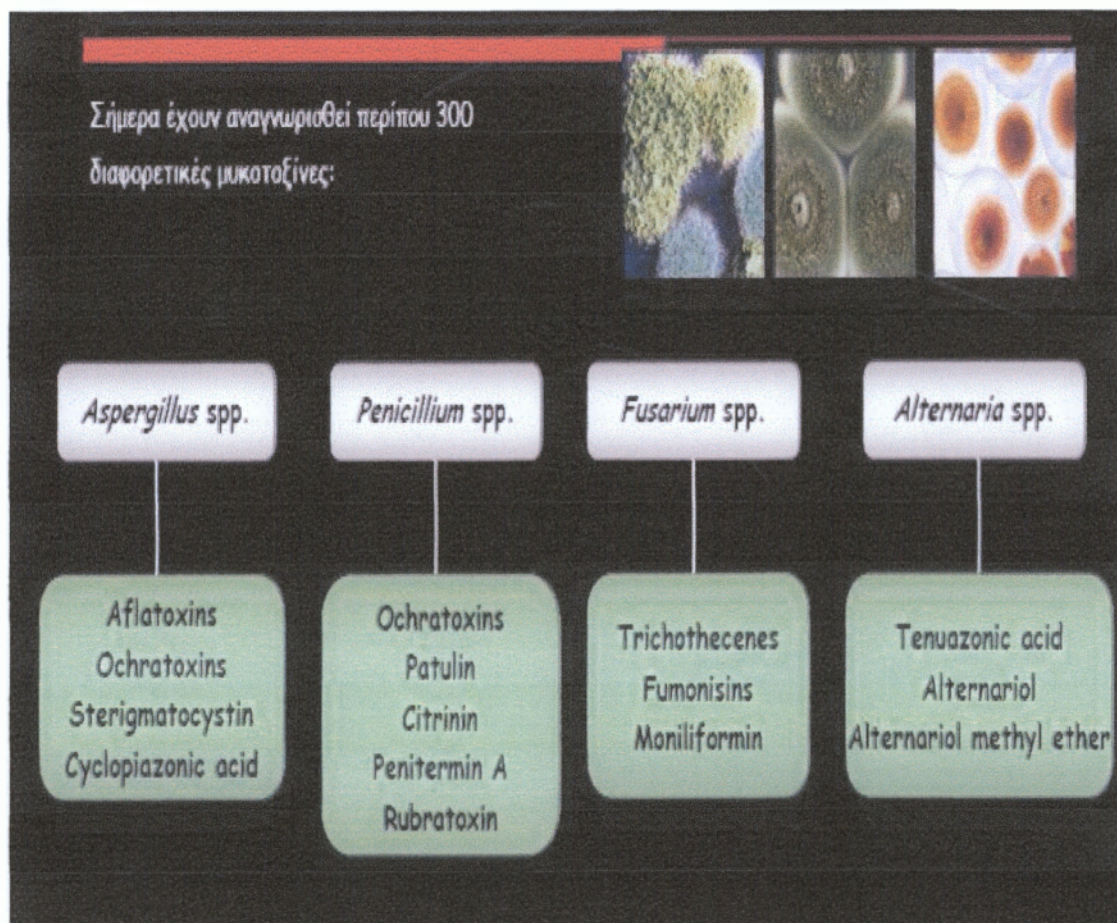 Σήμερα έχουν αναγνωρισθεί περίπου 300
διαφορετικές μυκοτοξίνες:
Aspergillus spp.
Penicillium spp.
Fusarium spp.
Alternaria spp.
Aflatoxins
Ochratoxins
Sterigmatocystin
Cyclopiazonic acid
Ochratoxins
Patulin
Citrinin
Penitermin A
Rubratoxin
Trichothecenes
Fumonisins
Moniliformin
Tenuazonic acid
Alternariol
Alternariol methyl ether